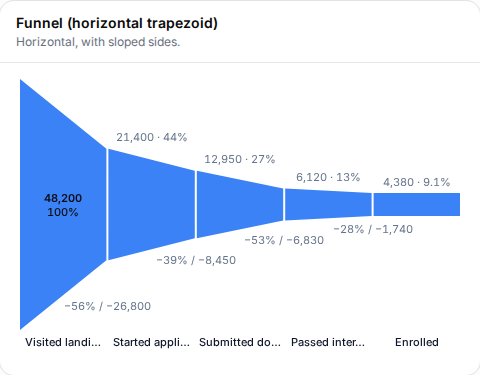 Funnel (horizontal trapezoid)
Horizontal, with sloped sides.
21,400 · 44%
12,950 · 27%
6,120 · 13%
4,380 · 9.1%
48,200
100%
−28% / −1,740
−53% / −6,830
−39% / −8,450
−56% / −26,800
Visited landi... Started appli... Submitted do... Passed inter... Enrolled